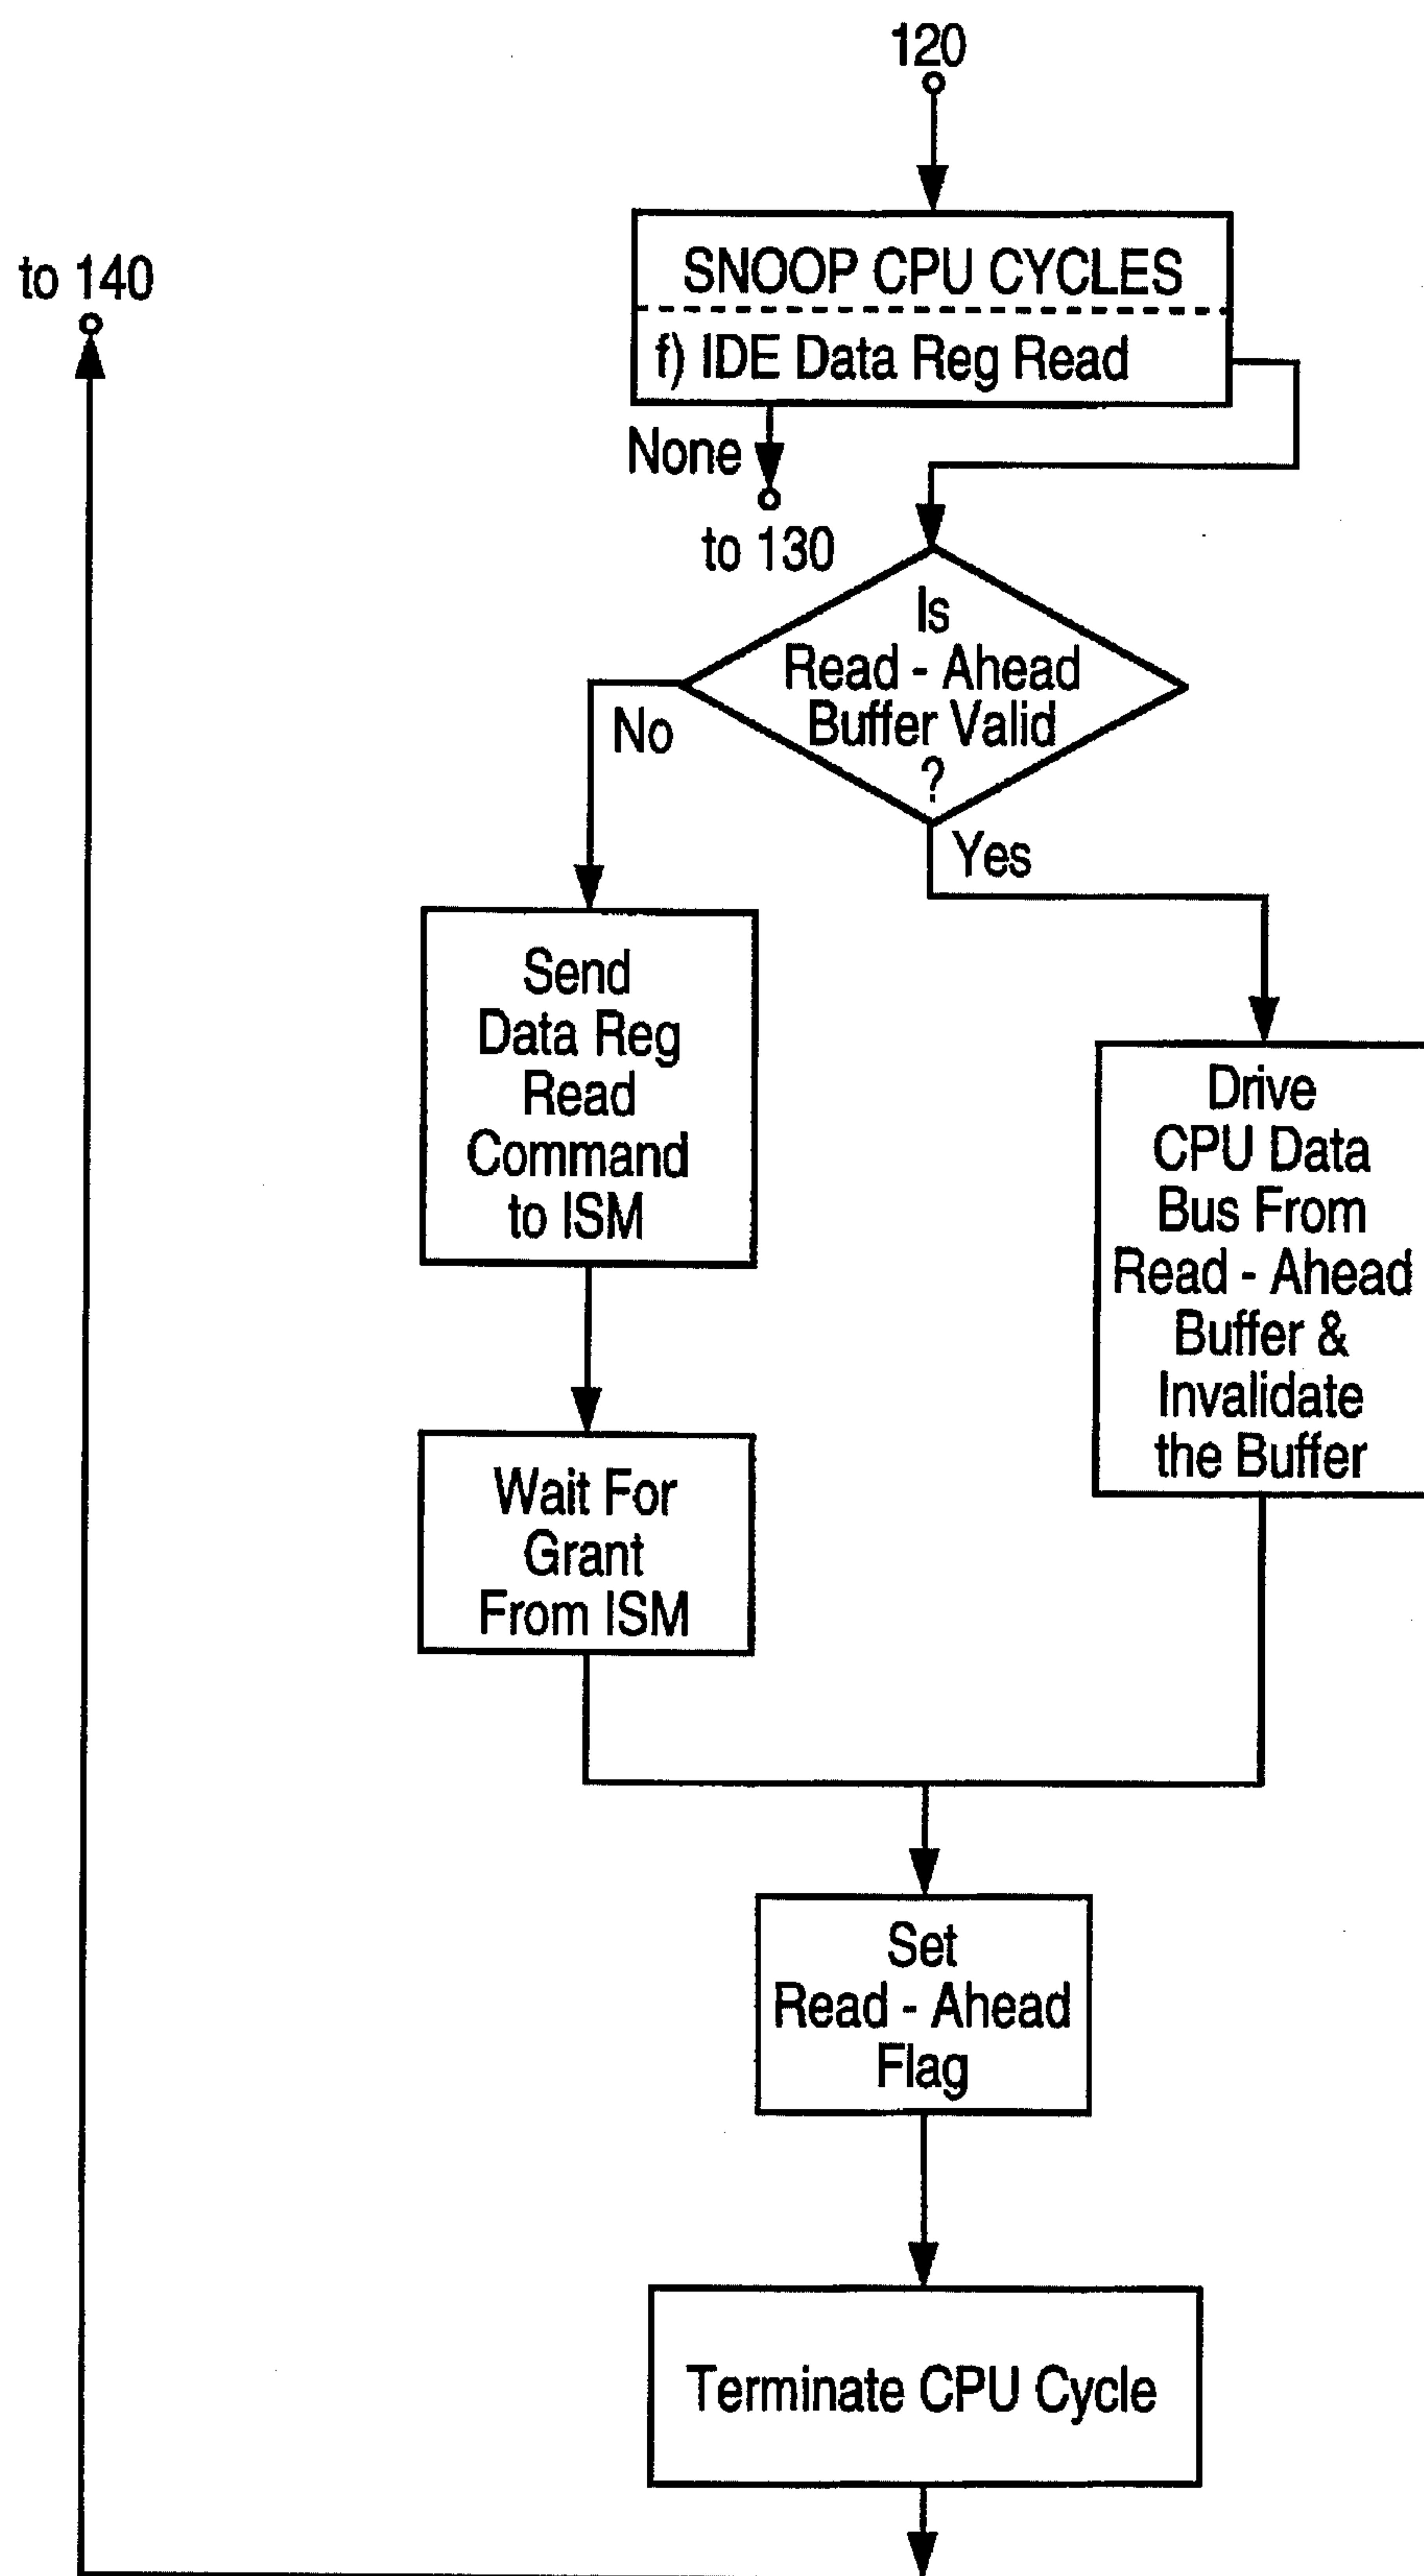 120
to 140
SNOOP CPU CYCLES
f) IDE Data Reg Read
None
to 130
Is
Read - Ahead
Buffer Valid
?
No
Yes
Send
Data Reg
Read
Command
to ISM
Drive
CPU Data
Bus From
Read - Ahead
Buffer &
Invalidate
the Buffer
Wait For
Grant
From ISM
Set
Read - Ahead
Flag
Terminate CPU Cycle